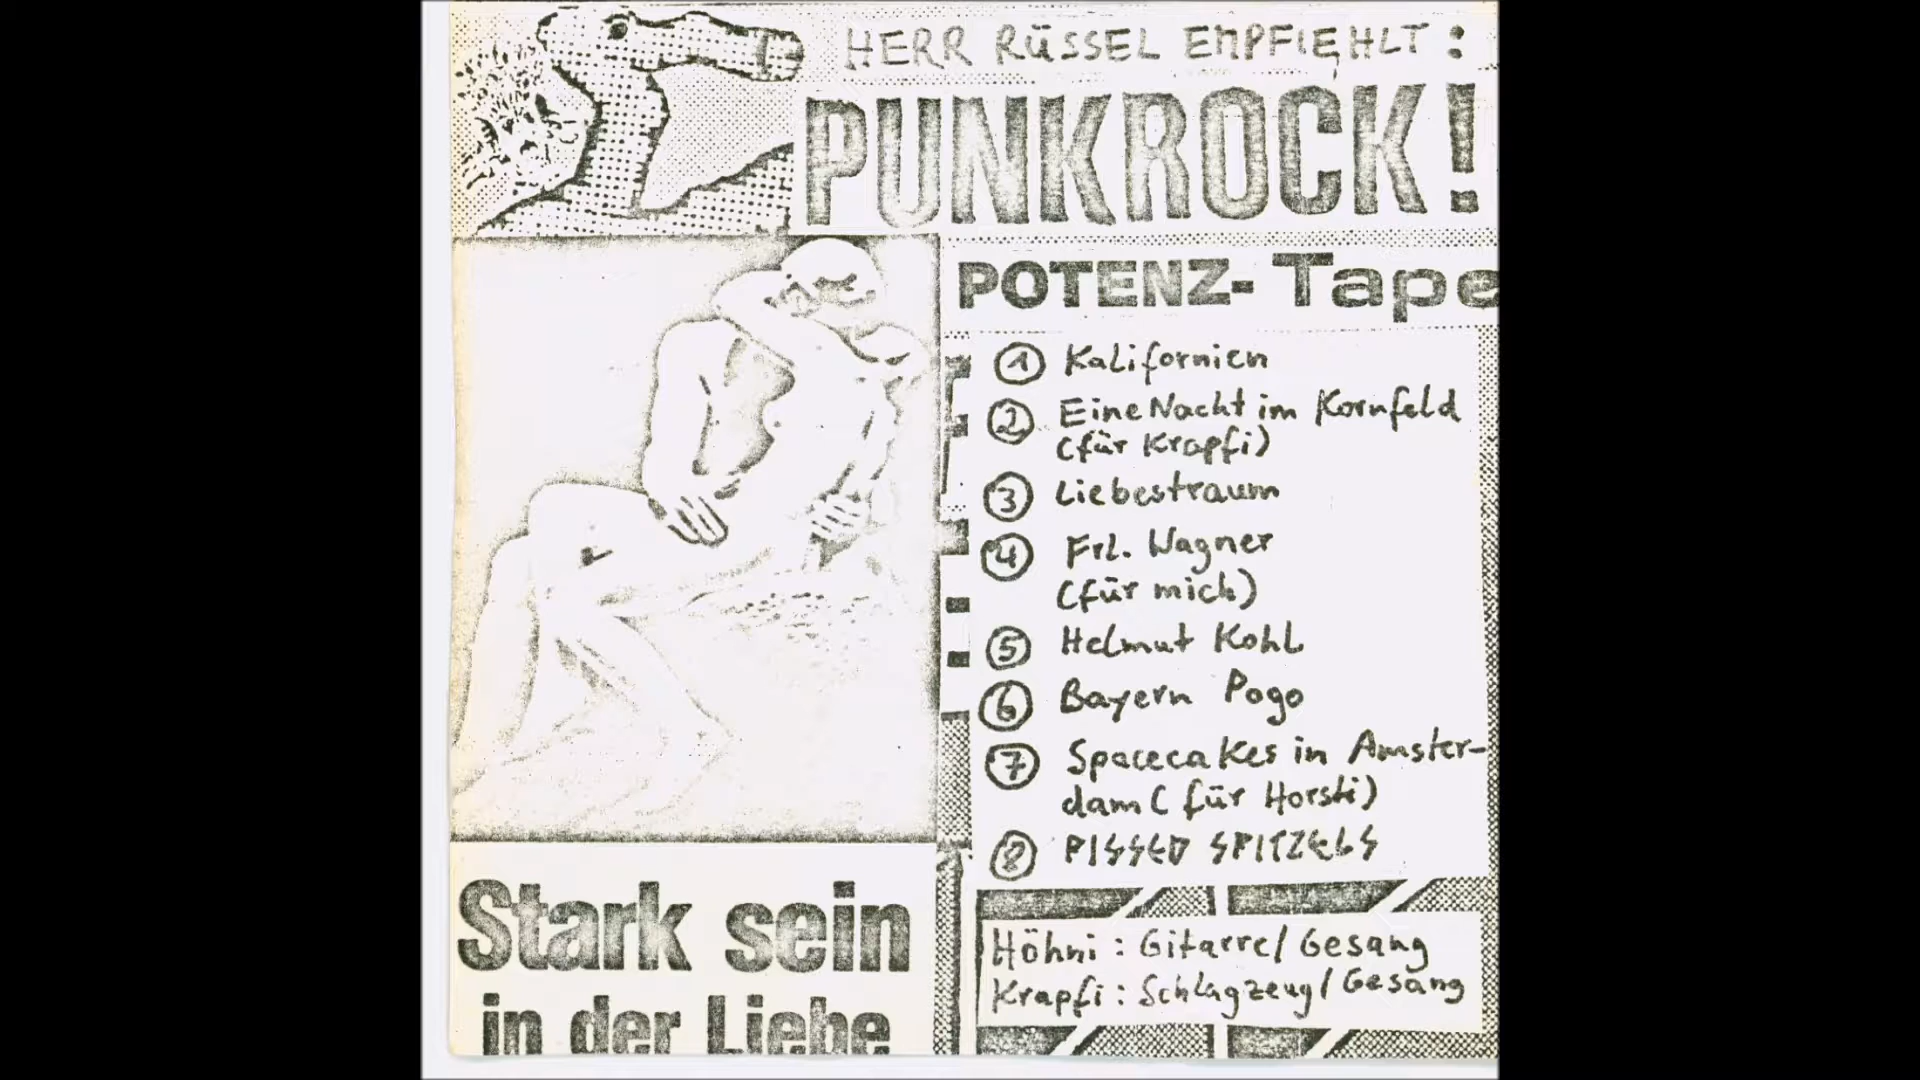 HERR RÜSSEL EMPFIEHLT:
PUNKROCK!
POTENZ-Tape
① Kalifornien
② Eine Nacht im Kornfeld
(für Krapfi)
③ Liebestraum
④ Frl. Wagner
(für mich)
⑤ Helmut Kohl
⑥ Bayern Pogo
⑦ Spacecakes in Amster-
dam (für Horsti)
⑧ PISSED SPITZELS
Höhni: Gitarre/Gesang
Krapfi: Schlagzeug/Gesang
Stark sein
in der Liebe